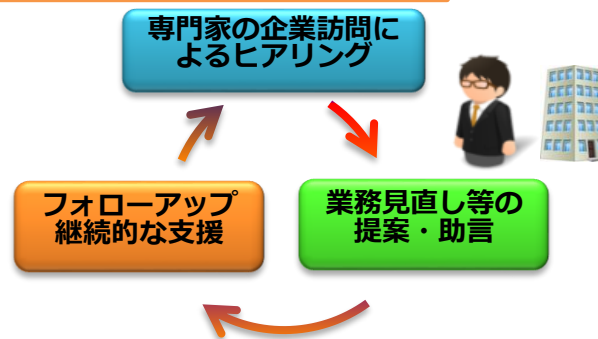 専門家の企業訪問に
よるヒアリング
フォローアップ
継続的な支援
業務見直し等の
提案・助言